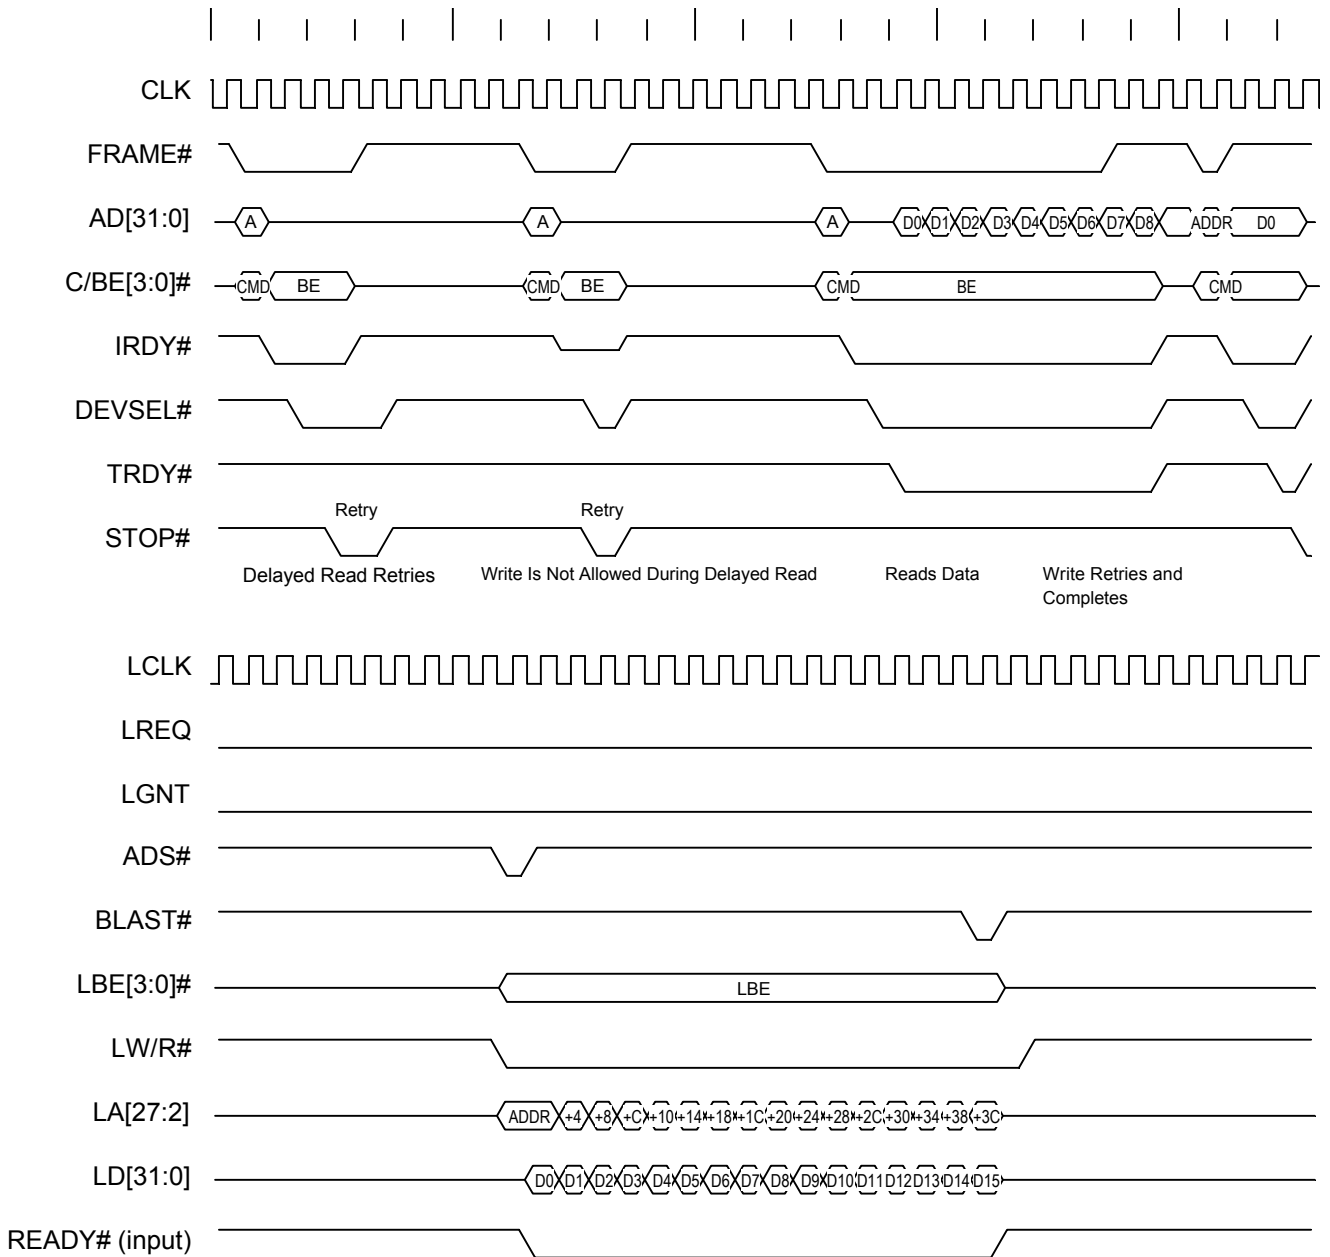 CLK
FRAME#
AD[31:0] A A A D0 D1 D2 D3 D4 D5 D6 D7 D8 ADDR D0
C/BE[3:0]# CMD BE CMD BE CMD BE CMD
IRDY#
DEVSEL#
TRDY#
Retry Retry
STOP#
Delayed Read Retries Write Is Not Allowed During Delayed Read Reads Data Write Retries and
Completes
LCLK
LREQ
LGNT
ADS#
BLAST#
LBE[3:0]# LBE
LW/R#
LA[27:2] ADDR +4 +8 +C +10 +14 +18 +1C +20 +24 +28 +2C +30 +34 +38 +3C
LD[31:0] D0 D1 D2 D3 D4 D5 D6 D7 D8 D9 D10 D11 D12 D13 D14 D15
READY# (input)